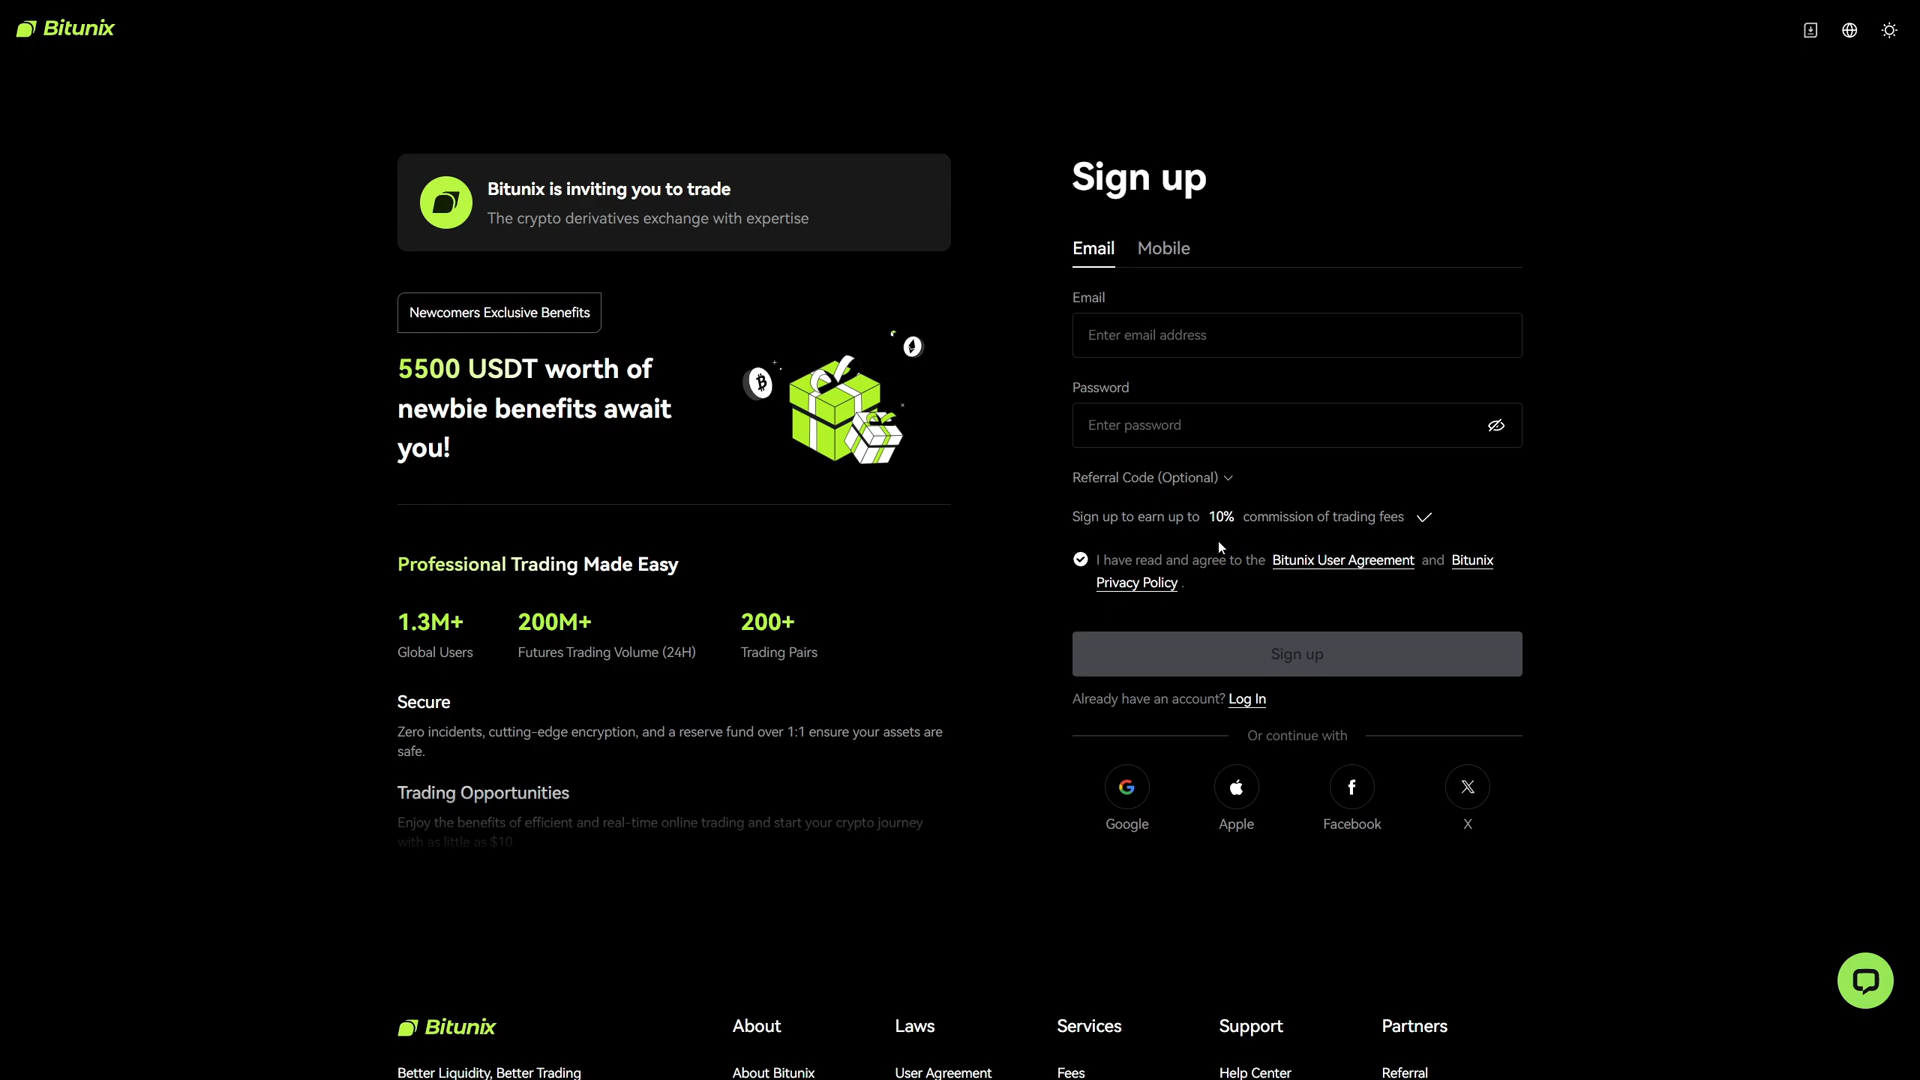 Bitunix
Bitunix is inviting you to trade
The crypto derivatives exchange with expertise
Newcomers Exclusive Benefits
5500 USDT worth of
newbie benefits await
you!
Professional Trading Made Easy
1.3M+
Global Users
200M+
Futures Trading Volume (24H)
200+
Trading Pairs
Secure
Zero incidents, cutting-edge encryption, and a reserve fund over 1:1 ensure your assets are
safe.
Trading Opportunities
Enjoy the benefits of efficient and real-time online trading and start your crypto journey
with as little as $10.
Sign up
Email Mobile
Email
Enter email address
Password
Enter password
Referral Code (Optional)
Sign up to earn up to 10% commission of trading fees
I have read and agree to the Bitunix User Agreement and Bitunix
Privacy Policy .
Sign up
Already have an account? Log In
Or continue with
Google Apple Facebook X
Bitunix
Better Liquidity, Better Trading
About
About Bitunix
Laws
User Agreement
Services
Fees
Support
Help Center
Partners
Referral